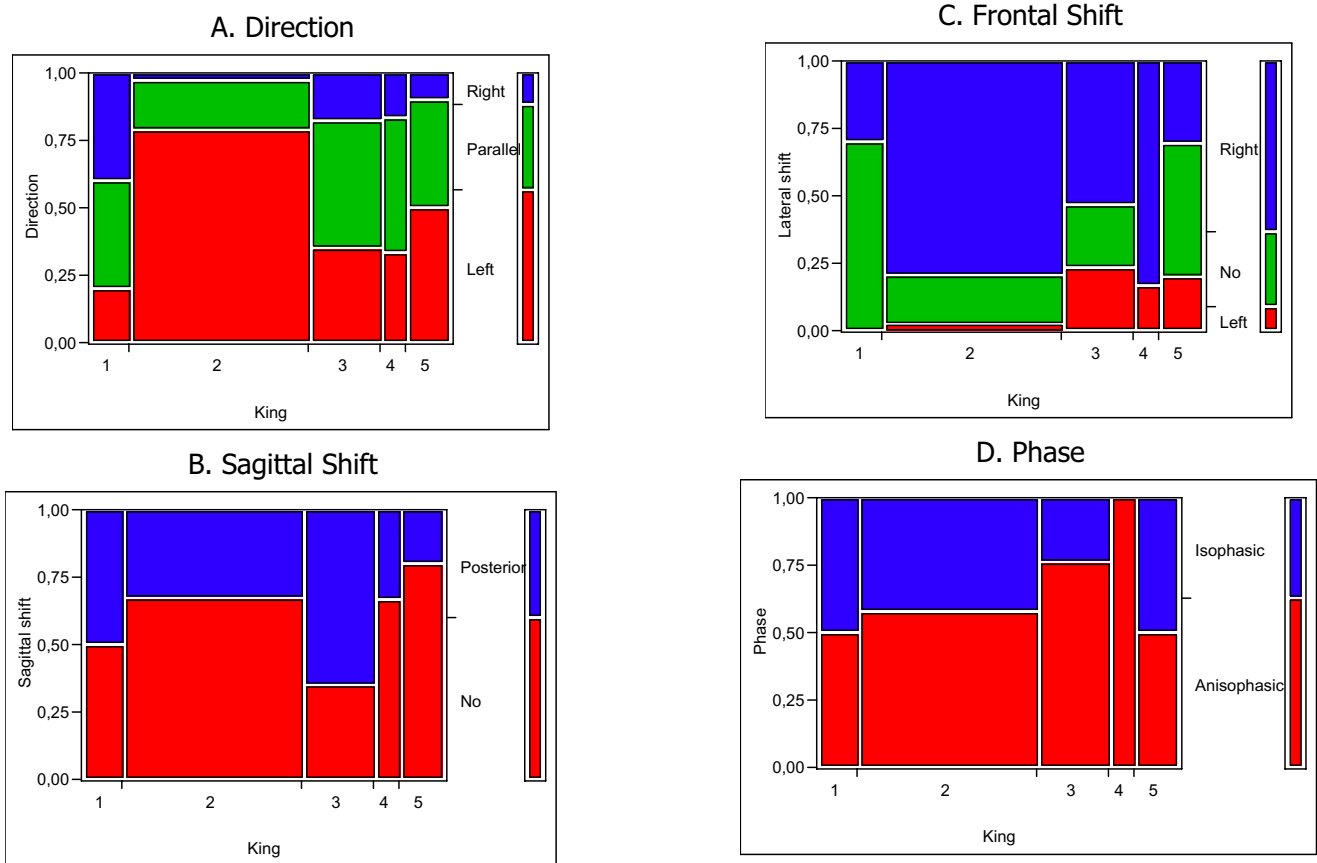 A. Direction
1,00
0,75
0,50
0,25
0,00
Direction
Right
Parallel
Left
1 2 3 4 5
King
B. Sagittal Shift
1,00
0,75
0,50
0,25
0,00
Sagittal shift
Posterior
No
1 2 3 4 5
King
C. Frontal Shift
1,00
0,75
0,50
0,25
0,00
Lateral shift
Right
No
Left
1 2 3 4 5
King
D. Phase
1,00
0,75
0,50
0,25
0,00
Phase
Isophasic
Anisophasic
1 2 3 4 5
King